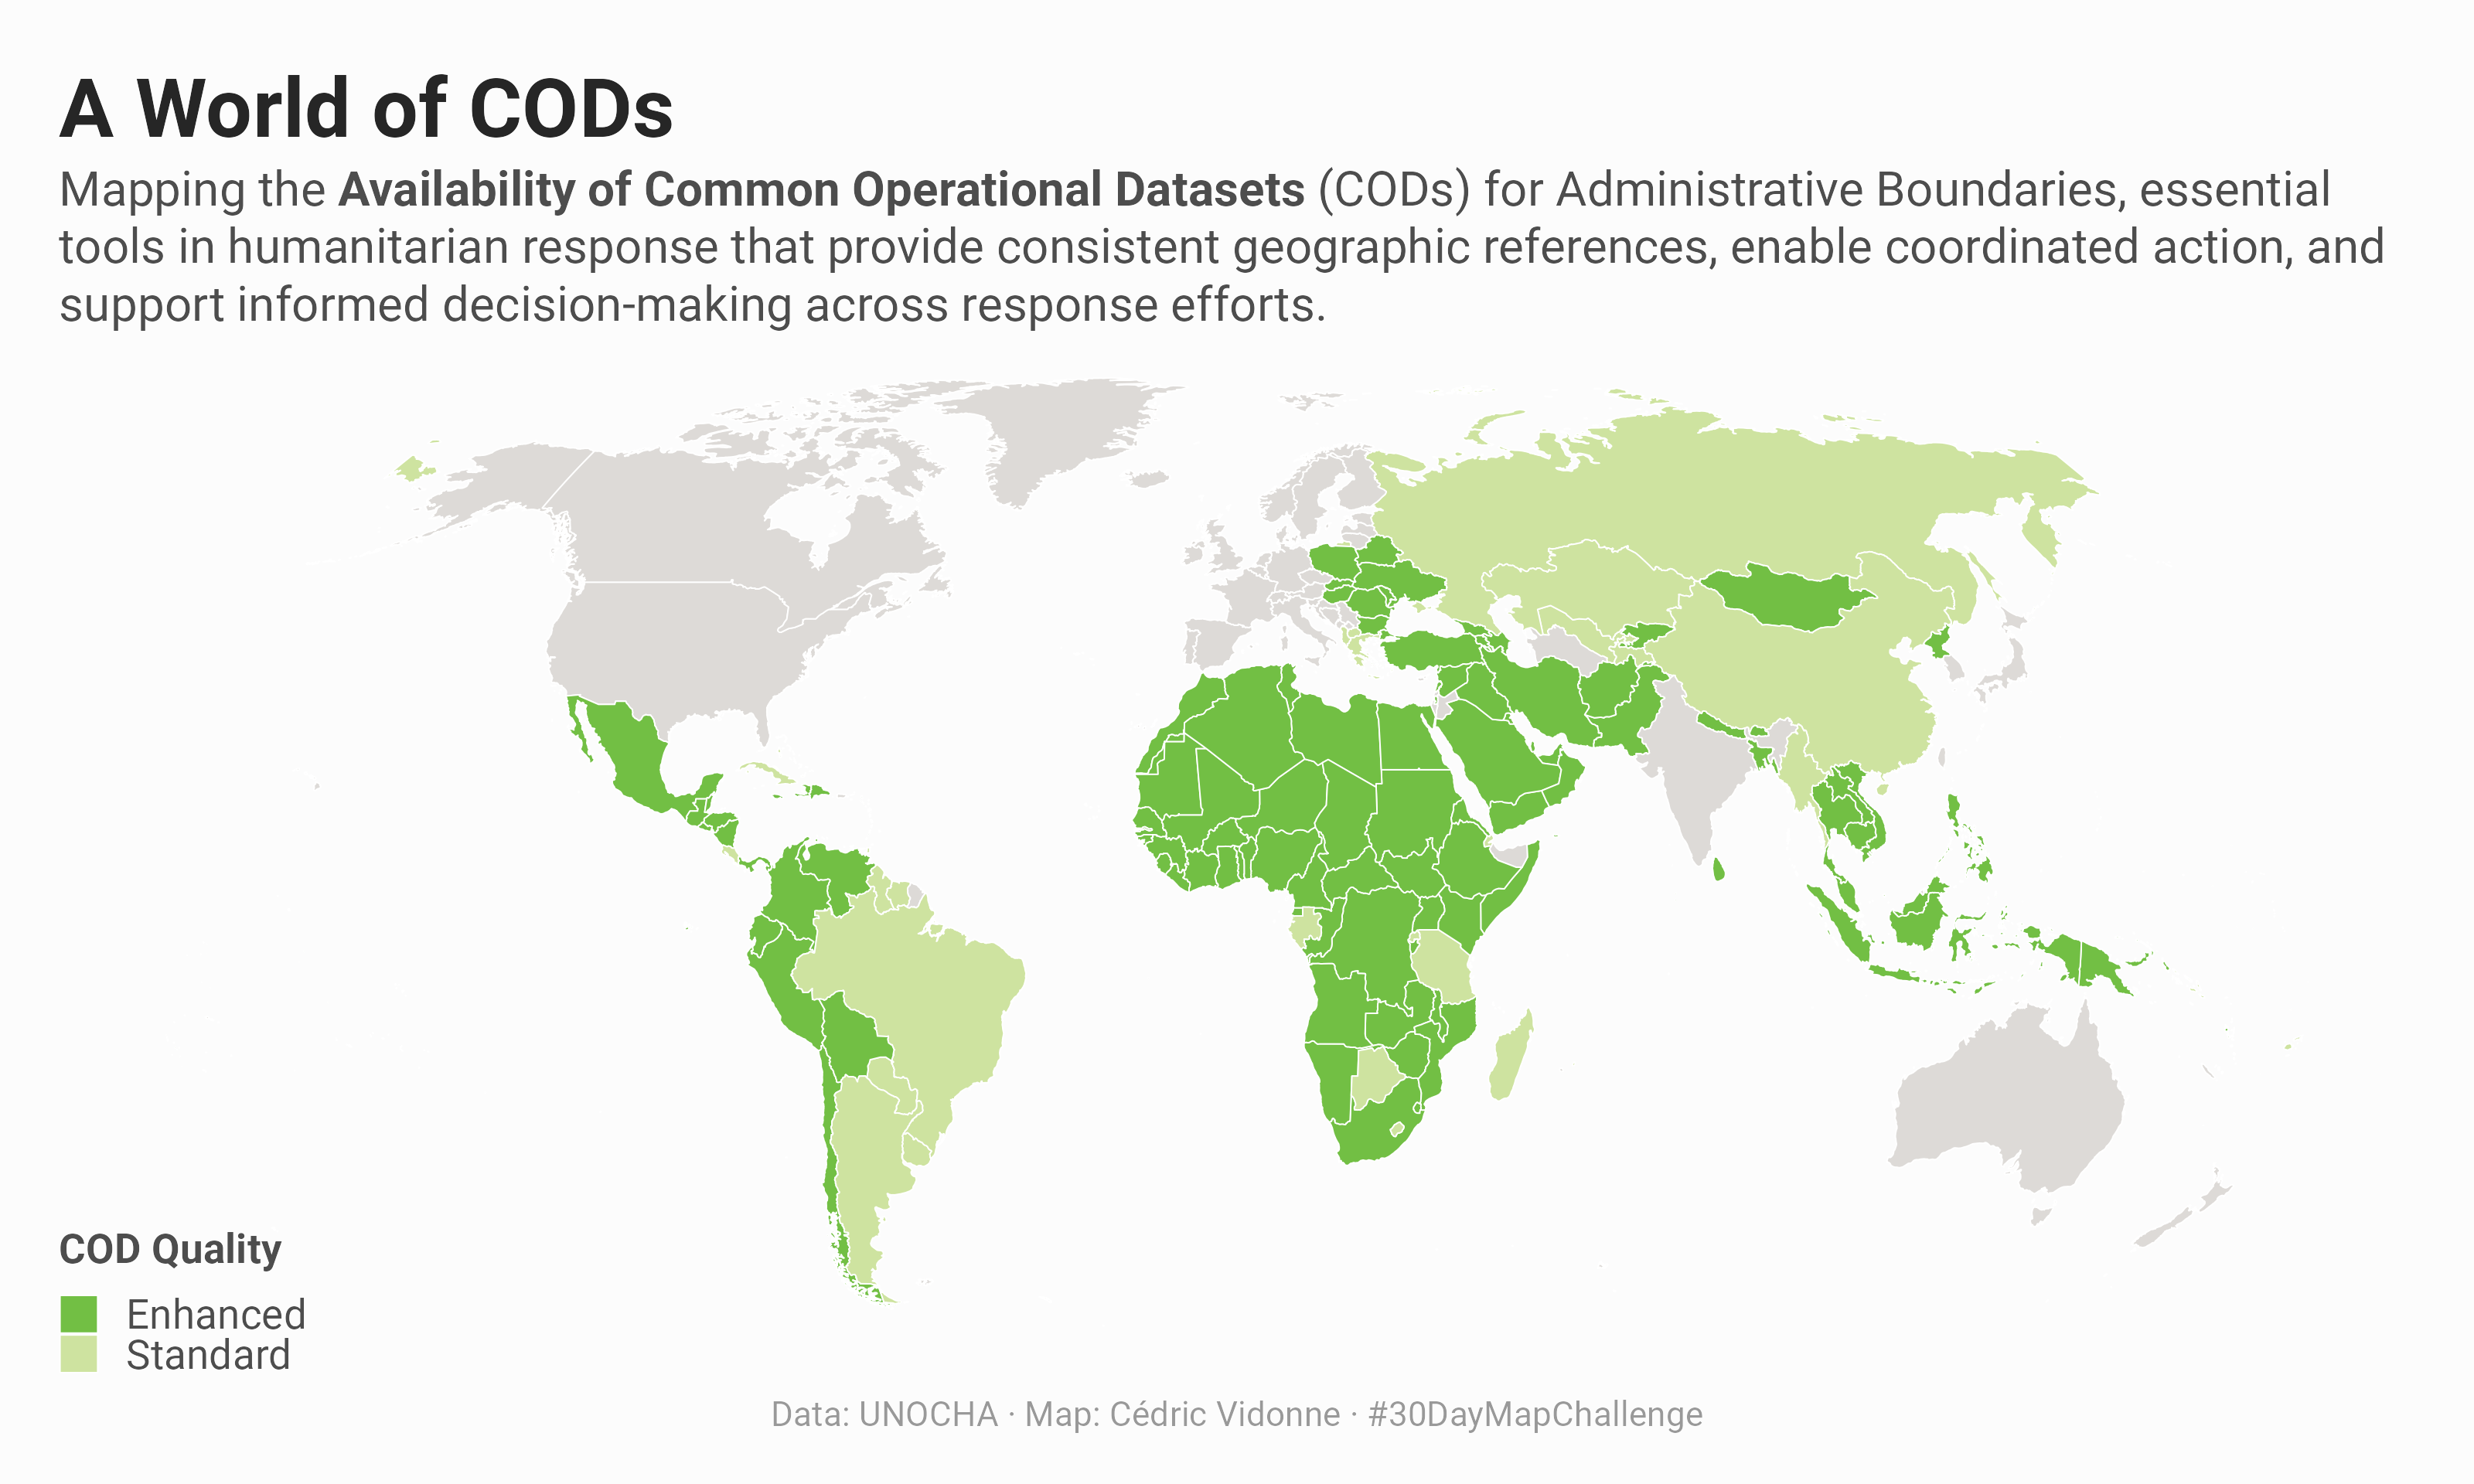 A World of CODs
Mapping the Availability of Common Operational Datasets (CODs) for Administrative Boundaries, essential
tools in humanitarian response that provide consistent geographic references, enable coordinated action, and
support informed decision-making across response efforts.
COD Quality
Enhanced
Standard
Data: UNOCHA · Map: Cédric Vidonne · #30DayMapChallenge